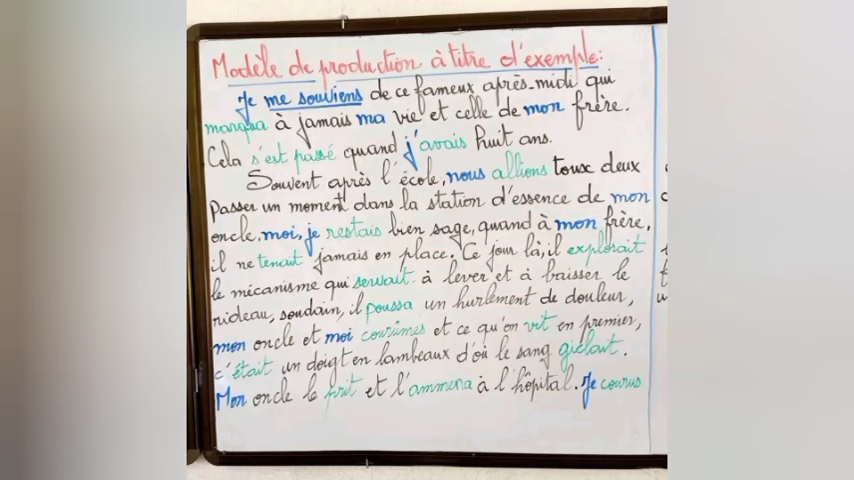 Modèle de production à titre d'exemple:
Je me souviens de ce fameux après-midi qui
marqua à jamais ma vie et celle de mon frère.
Cela s'est passé quand j'avais huit ans.
Souvent après l'école, nous allions tous deux
passer un moment dans la station d'essence de mon
oncle, moi, je restais bien sage, quand à mon frère,
il ne tenait jamais en place. Ce jour là, il explorait
le mécanisme qui servait à lever et à baisser le
rideau, soudain, il poussa un hurlement de douleur,
mon oncle et moi courûmes et ce qu'on vit en premier,
c'était un doigt en lambeaux d'où le sang giclait.
Mon oncle le prit et l'ammena à l'hôpital. Je courus